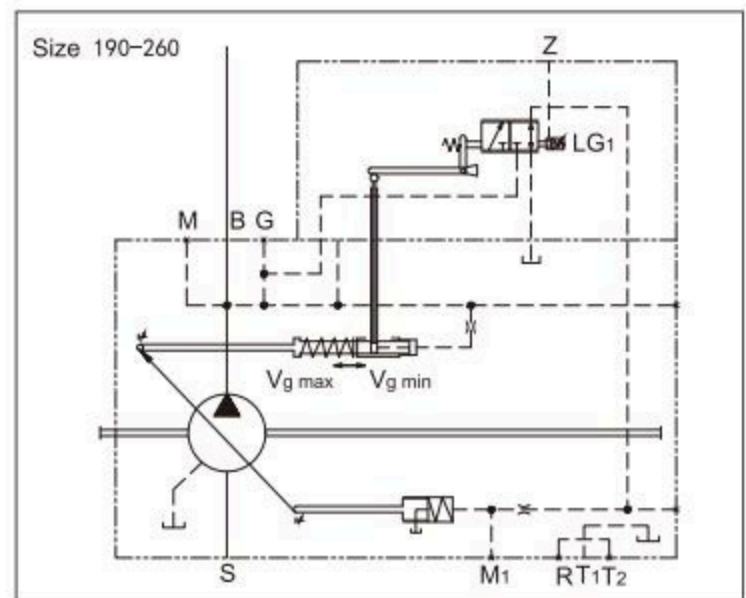 Size 190-260
Z
LG1
M B G
Vg max Vg min
S M1 R T1 T2